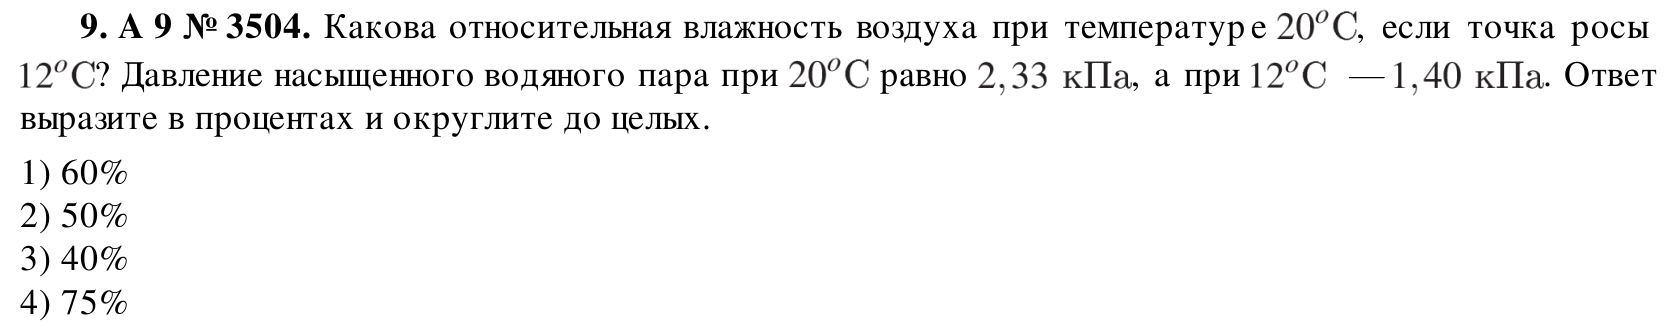 9. А 9 № 3504. Какова относительная влажность воздуха при температуре 20°C, если точка росы
12°C? Давление насыщенного водяного пара при 20°C равно 2,33 кПа, а при 12°C — 1,40 кПа. Ответ
выразите в процентах и округлите до целых.
1) 60%
2) 50%
3) 40%
4) 75%